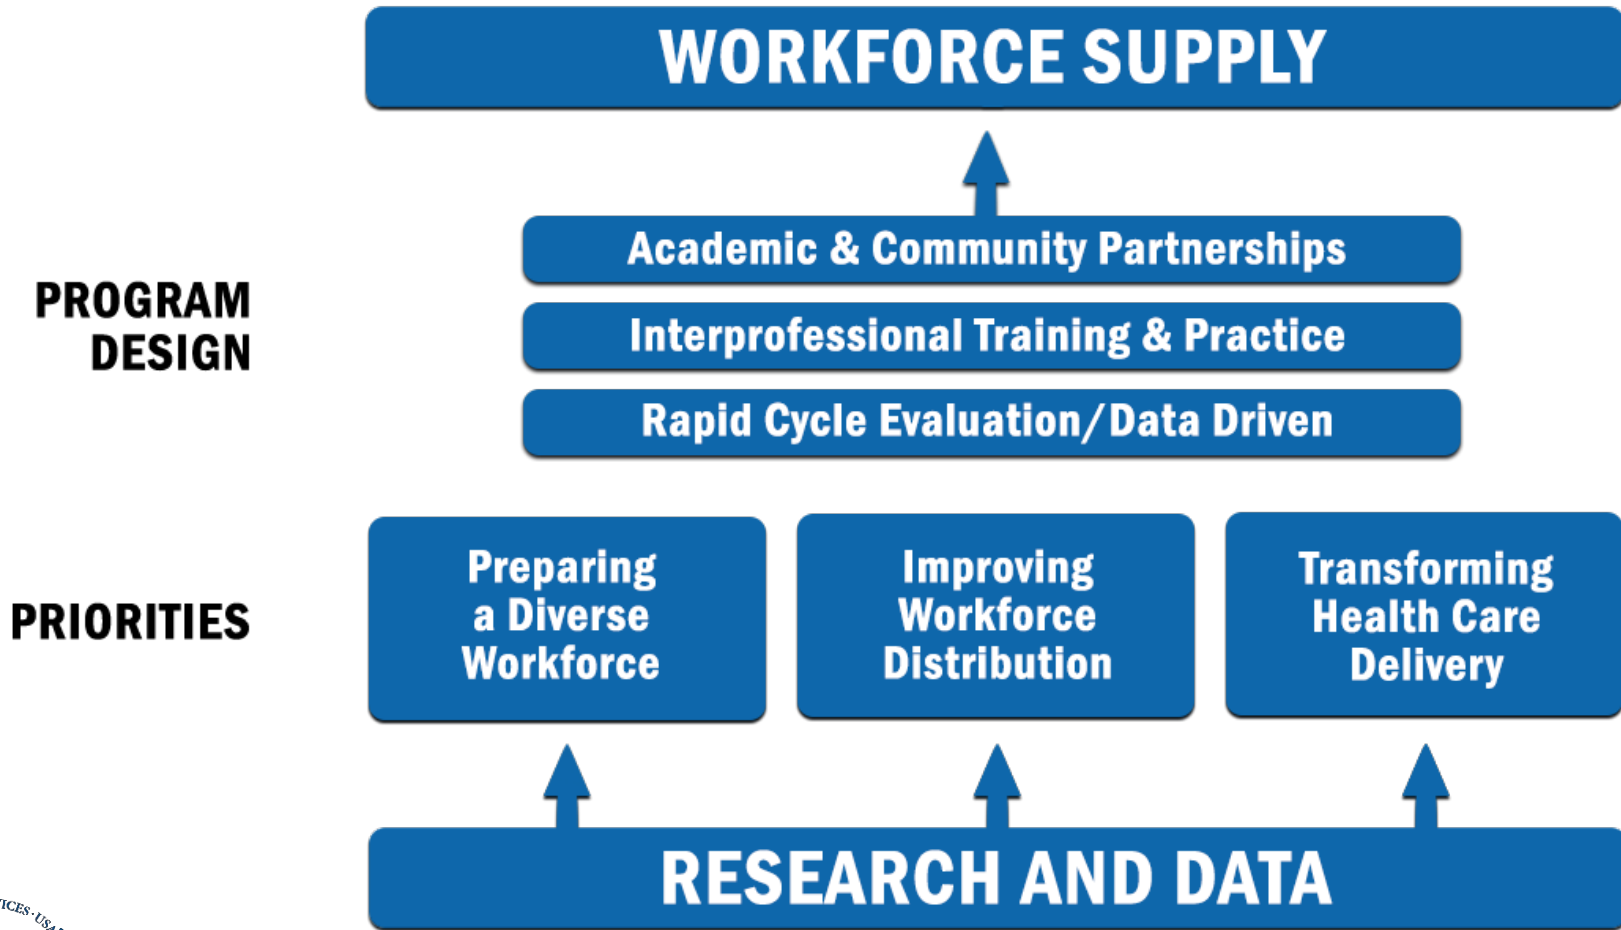 WORKFORCE SUPPLY
PROGRAM
DESIGN
Academic & Community Partnerships
Interprofessional Training & Practice
Rapid Cycle Evaluation/Data Driven
PRIORITIES
Preparing
a Diverse
Workforce
Improving
Workforce
Distribution
Transforming
Health Care
Delivery
RESEARCH AND DATA